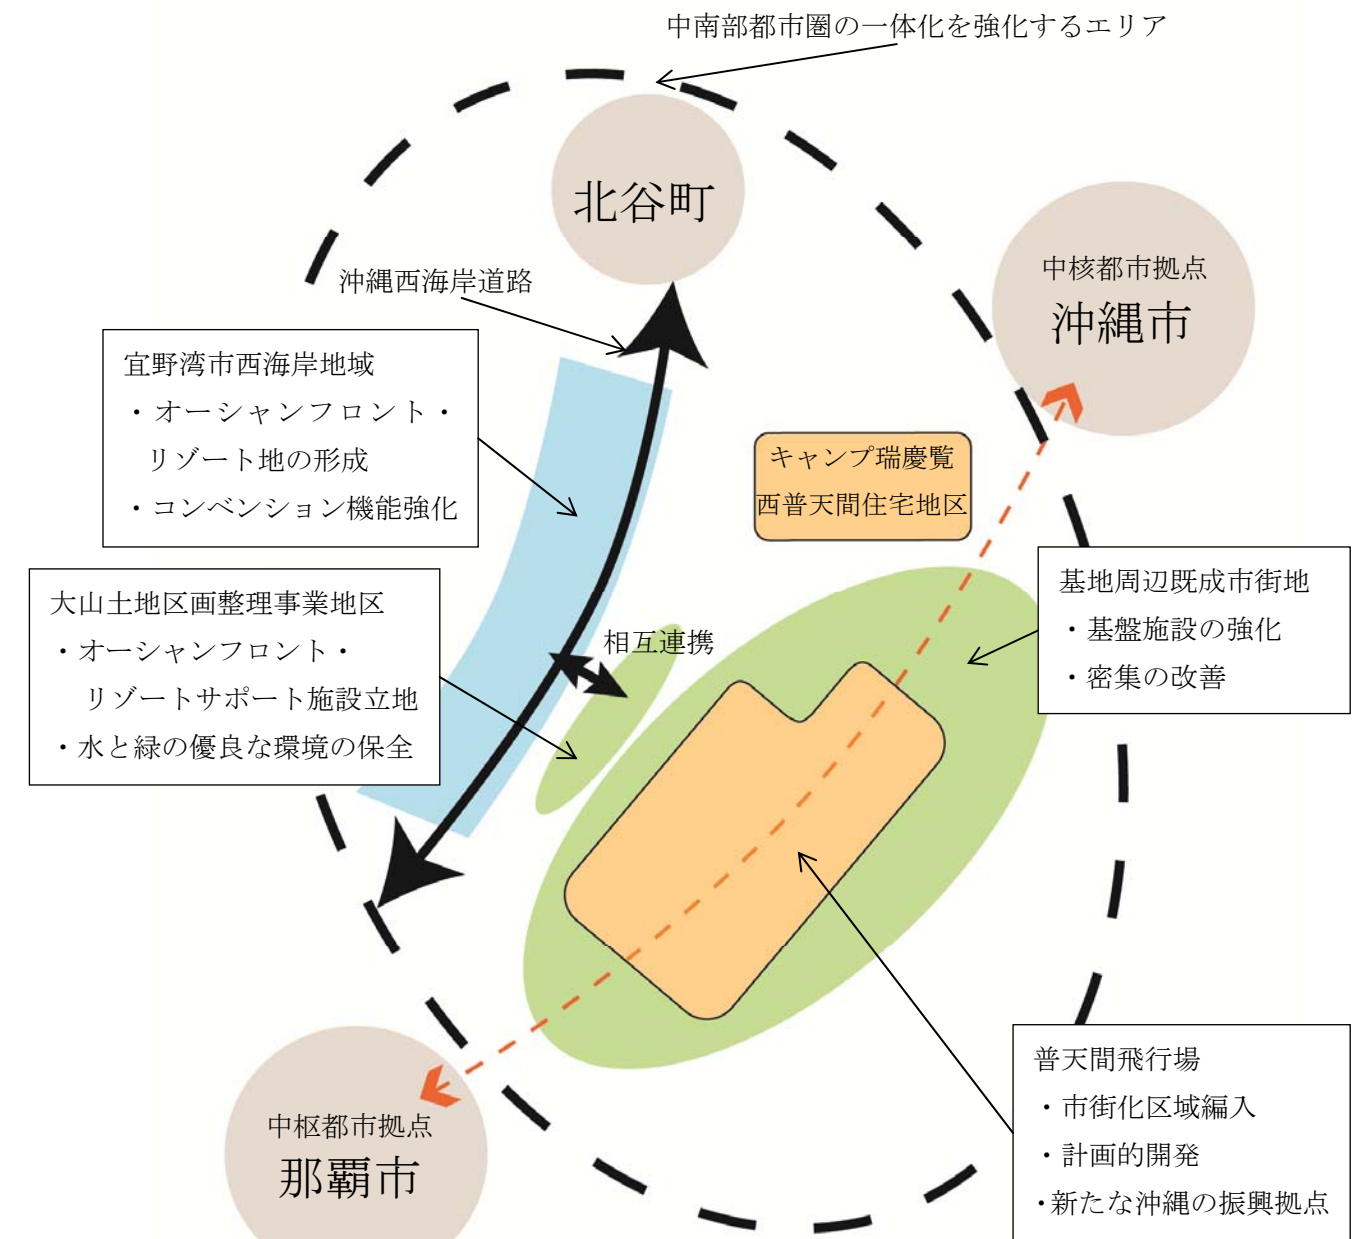 中南部都市圏の一体化を強化するエリア
北谷町
中核都市拠点
沖縄市
沖縄西海岸道路
宜野湾市西海岸地域
・オーシャンフロント・
リゾート地の形成
・コンベンション機能強化
キャンプ瑞慶覧
西普天間住宅地区
基地周辺既成市街地
・基盤施設の強化
・密集の改善
大山土地区画整理事業地区
・オーシャンフロント・
リゾートサポート施設立地
・水と緑の優良な環境の保全
相互連携
普天間飛行場
・市街化区域編入
・計画的開発
・新たな沖縄の振興拠点
中枢都市拠点
那覇市